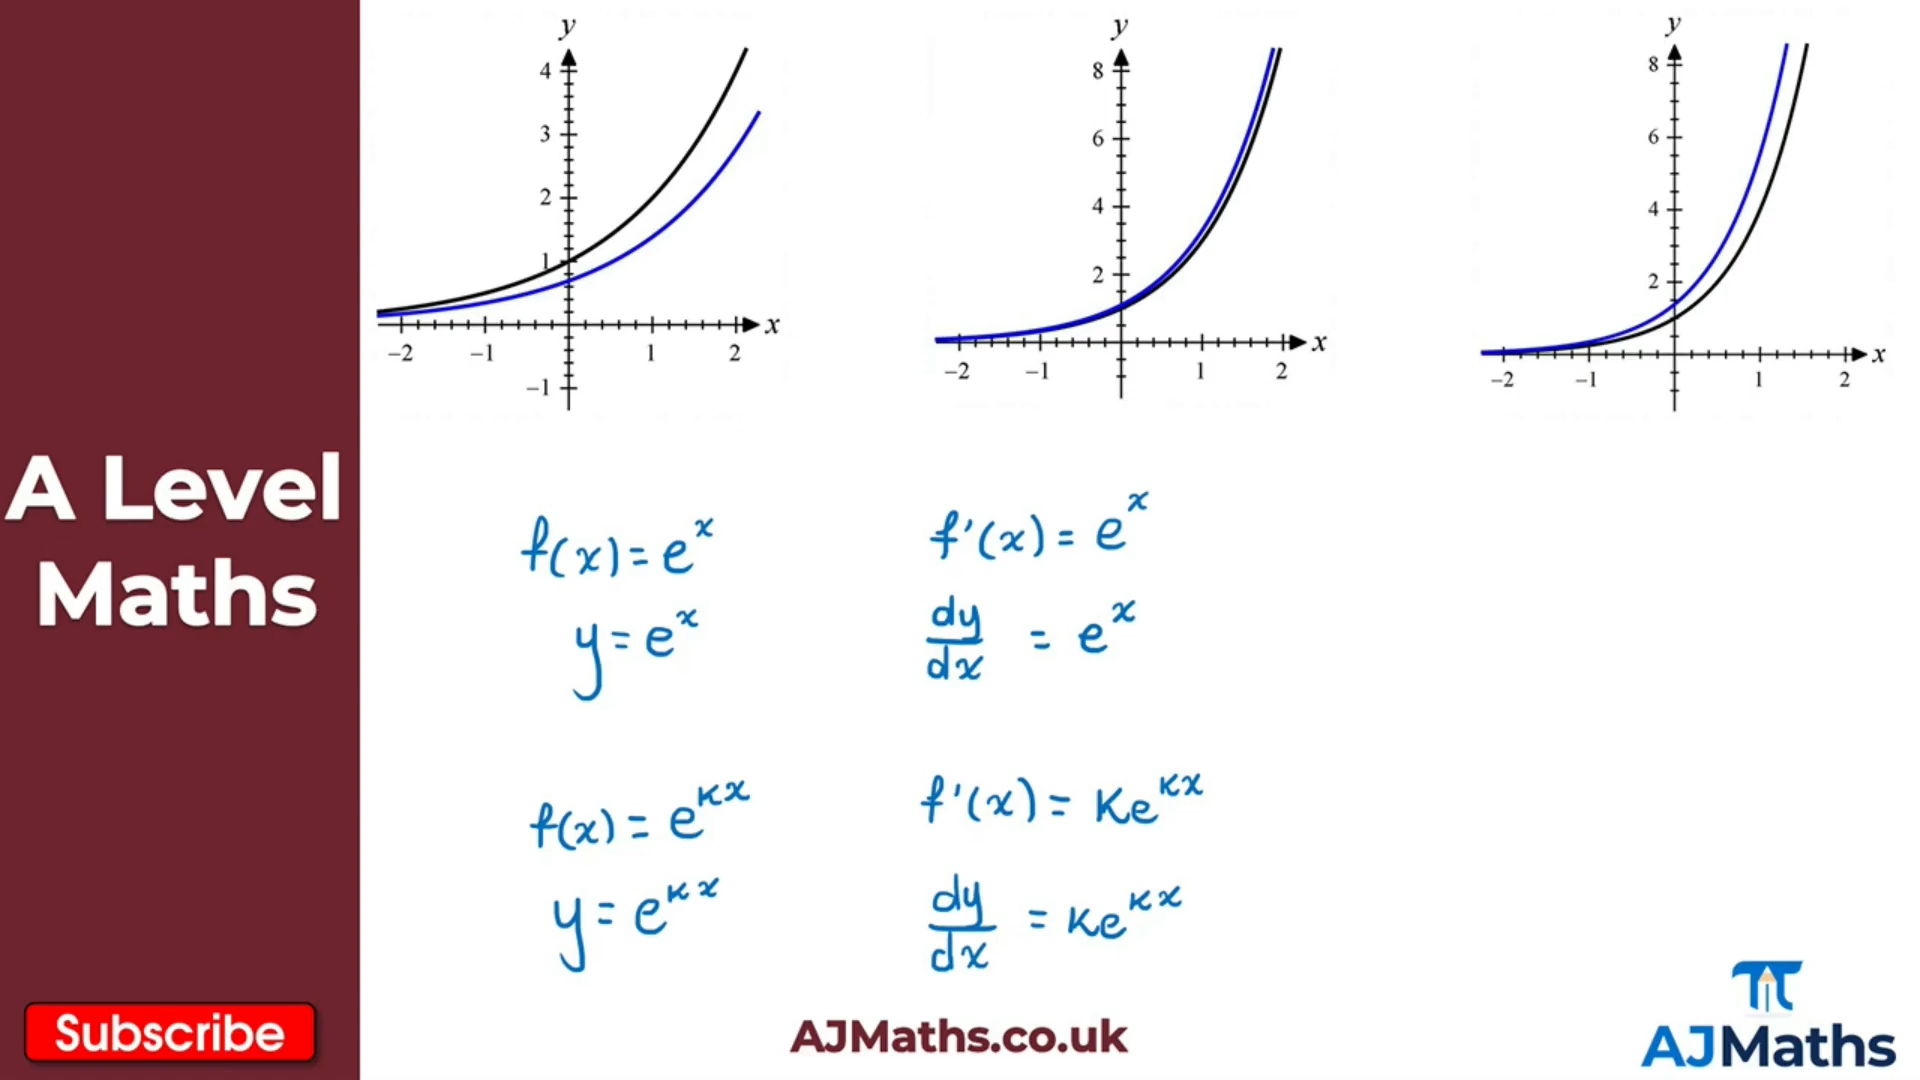 A Level
Maths
Subscribe
y
4
3
2
1
−1
−2 −1 1 2 x
y
8
6
4
2
−2 −1 1 2 x
y
8
6
4
2
−2 −1 1 2 x
f(x) = e^x f'(x) = e^x
y = e^x dy/dx = e^x
f(x) = e^{kx} f'(x) = ke^{kx}
y = e^{kx} dy/dx = ke^{kx}
AJMaths.co.uk
AJMaths